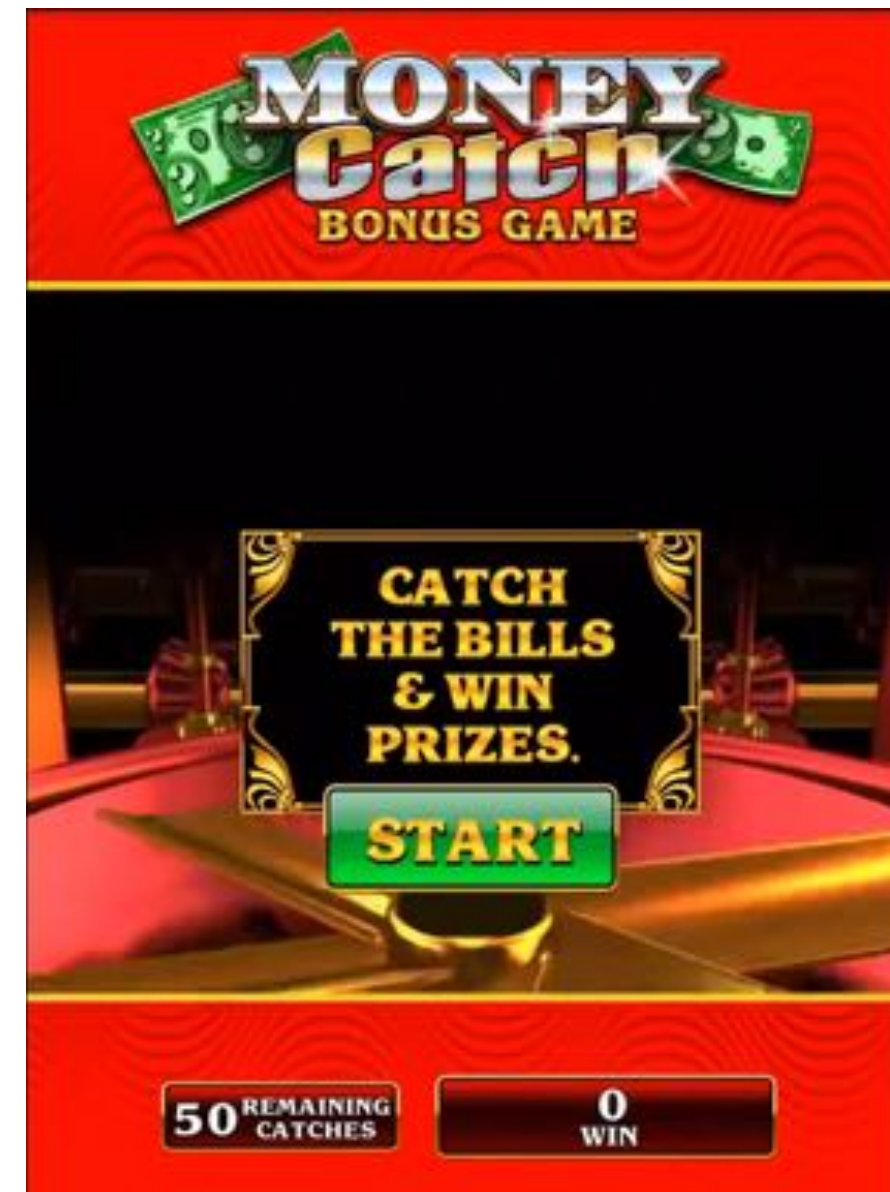 MONEY
Catch
BONUS GAME
CATCH
THE BILLS
& WIN
PRIZES.
START
50 REMAINING
CATCHES
0
WIN